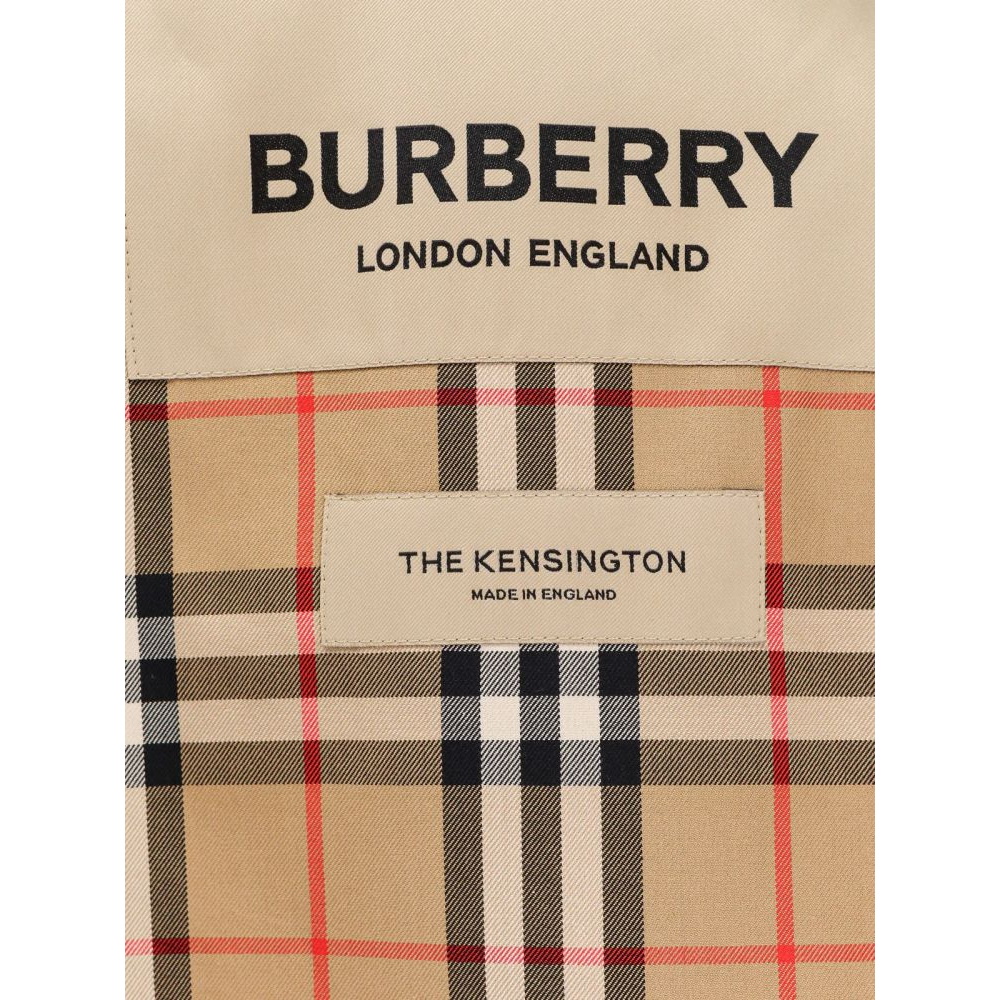 BURBERRY
LONDON ENGLAND
THE KENSINGTON
MADE IN ENGLAND